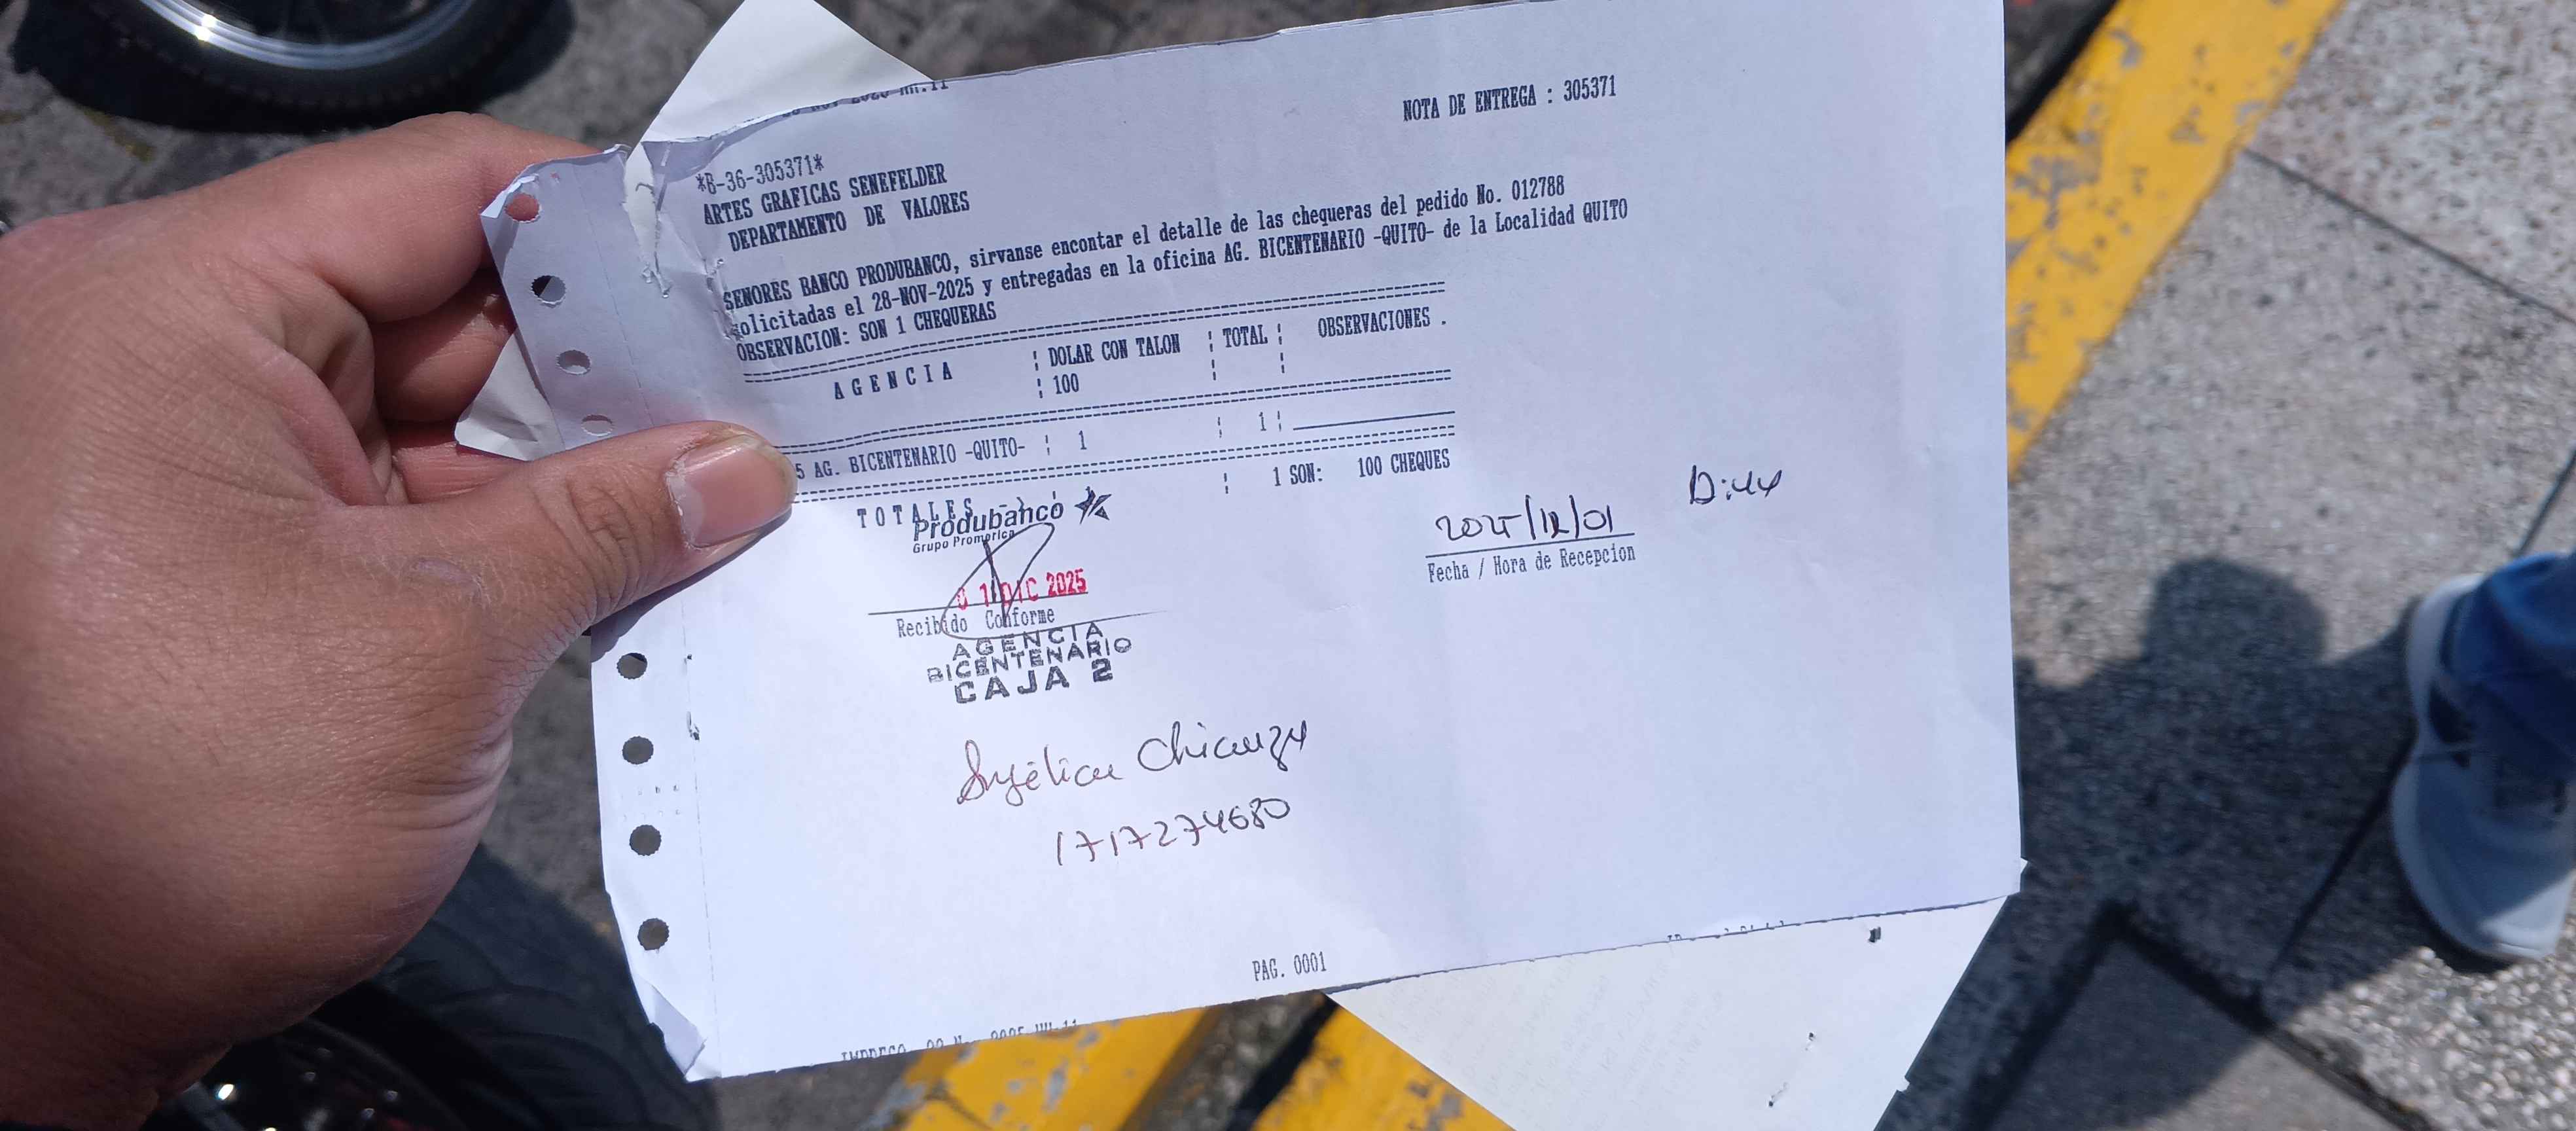 NOTA DE ENTREGA : 305371
*B-36-305371*
ARTES GRAFICAS SENEFELDER
DEPARTAMENTO DE VALORES
SENORES BANCO PRODUBANCO, sirvanse encontar el detalle de las chequeras del pedido No. 012788
solicitadas el 28-NOV-2025 y entregadas en la oficina AG. BICENTENARIO -QUITO- de la Localidad QUITO
OBSERVACION: SON 1 CHEQUERAS
A G E N C I A ¦ DOLAR CON TALON ¦ TOTAL ¦ OBSERVACIONES .
¦ 100 ¦ ¦
5 AG. BICENTENARIO -QUITO- ¦ 1 ¦ 1 ¦
T O T A L E S ¦ 1 SON: 100 CHEQUES
Produbanco
Grupo Promerica
2025/12/01
Fecha / Hora de Recepcion
01 DIC 2025
Recibido Conforme
AGENCIA
BICENTENARIO
CAJA 2
1717274680
PAG. 0001